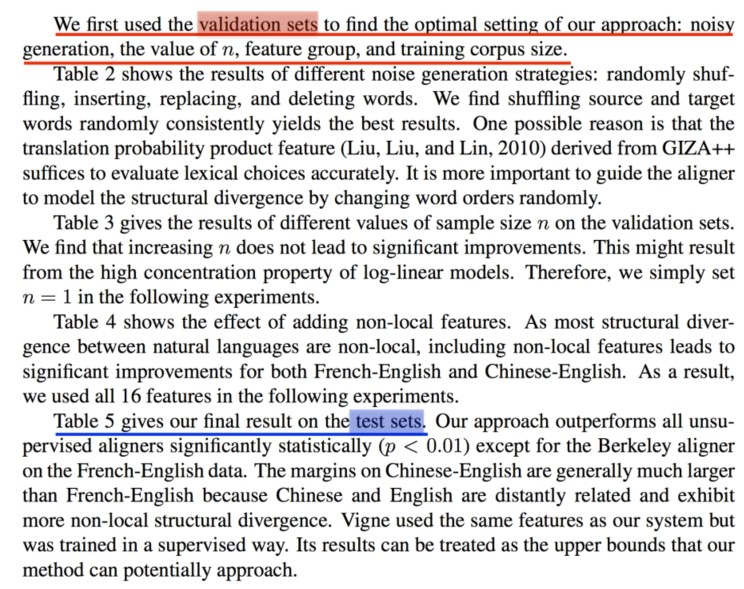 We first used the validation sets to find the optimal setting of our approach: noisy
generation, the value of n, feature group, and training corpus size.
Table 2 shows the results of different noise generation strategies: randomly shuf-
fling, inserting, replacing, and deleting words. We find shuffling source and target
words randomly consistently yields the best results. One possible reason is that the
translation probability product feature (Liu, Liu, and Lin, 2010) derived from GIZA++
suffices to evaluate lexical choices accurately. It is more important to guide the aligner
to model the structural divergence by changing word orders randomly.
Table 3 gives the results of different values of sample size n on the validation sets.
We find that increasing n does not lead to significant improvements. This might result
from the high concentration property of log-linear models. Therefore, we simply set
n = 1 in the following experiments.
Table 4 shows the effect of adding non-local features. As most structural diver-
gence between natural languages are non-local, including non-local features leads to
significant improvements for both French-English and Chinese-English. As a result,
we used all 16 features in the following experiments.
Table 5 gives our final result on the test sets. Our approach outperforms all unsu-
pervised aligners significantly statistically (p < 0.01) except for the Berkeley aligner
on the French-English data. The margins on Chinese-English are generally much larger
than French-English because Chinese and English are distantly related and exhibit
more non-local structural divergence. Vigne used the same features as our system but
was trained in a supervised way. Its results can be treated as the upper bounds that our
method can potentially approach.